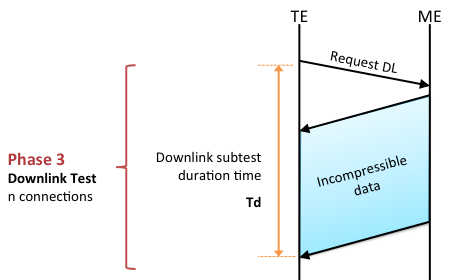 TE
ME
Request DL
Phase 3
Downlink Test
n connections
Downlink subtest
duration time
Td
Incompressible
data